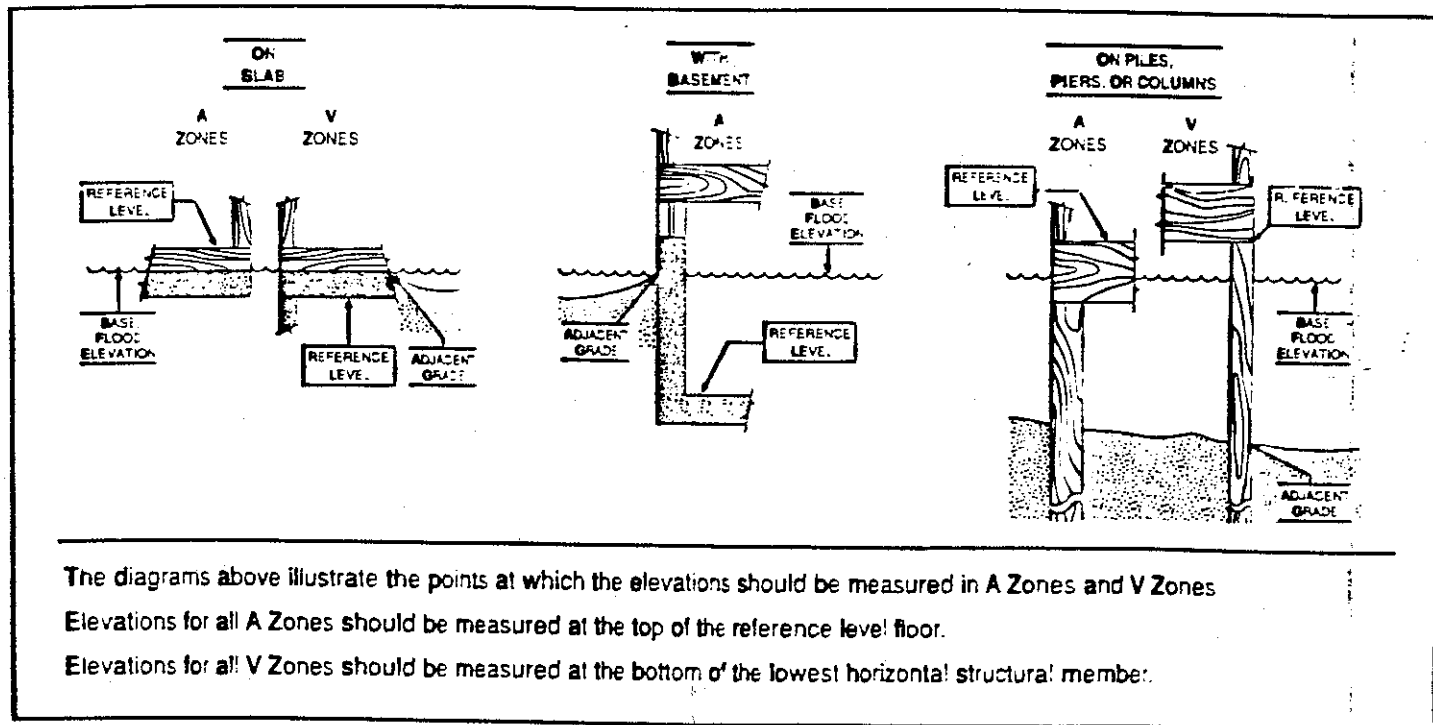 ON
SLAB
A
ZONES
V
ZONES
REFERENCE
LEVEL
BASE
FLOOD
ELEVATION
REFERENCE
LEVEL
ADJACENT
GRADE
WITH
BASEMENT
A
ZONES
BASE
FLOOD
ELEVATION
ADJACENT
GRADE
REFERENCE
LEVEL
ON PILES,
PIERS, OR COLUMNS
A
ZONES
V
ZONES
REFERENCE
LEVEL
REFERENCE
LEVEL
BASE
FLOOD
ELEVATION
ADJACENT
GRADE
The diagrams above illustrate the points at which the elevations should be measured in A Zones and V Zones
Elevations for all A Zones should be measured at the top of the reference level floor.
Elevations for all V Zones should be measured at the bottom of the lowest horizontal structural member.